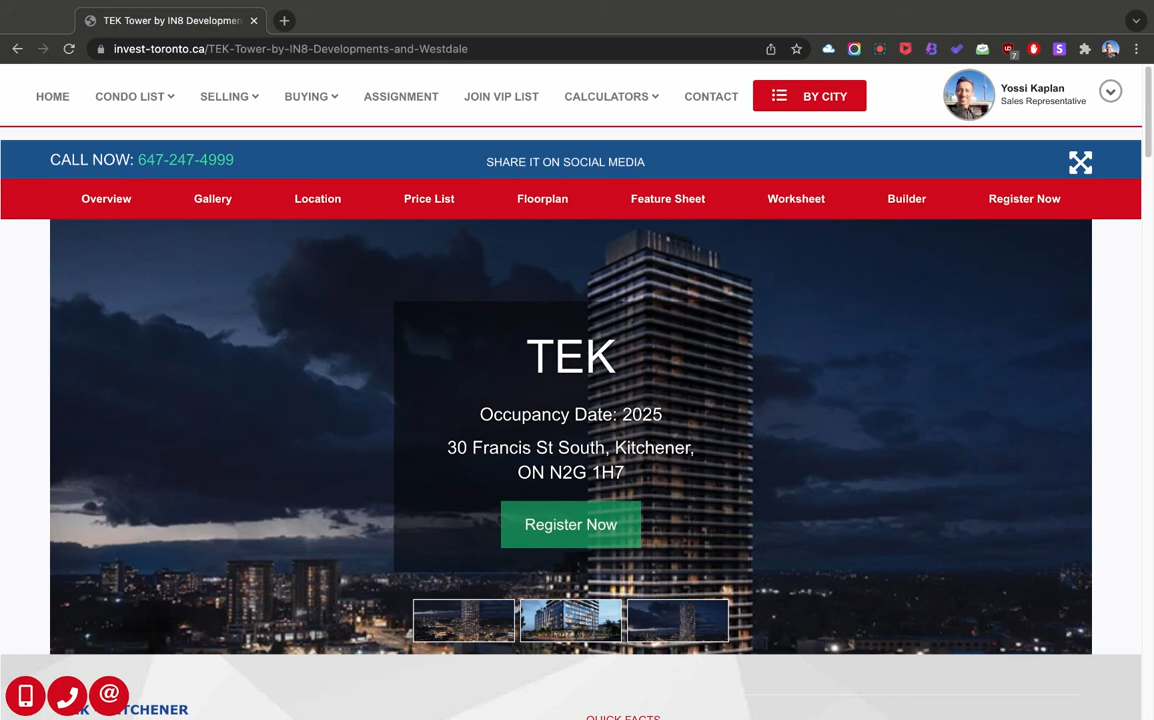 TEK Tower by IN8 Developmen
invest-toronto.ca/TEK-Tower-by-IN8-Developments-and-Westdale
7
HOME
CONDO LIST
SELLING
BUYING
ASSIGNMENT
JOIN VIP LIST
CALCULATORS
CONTACT
BY CITY
Yossi Kaplan
Sales Representative
CALL NOW: 647-247-4999
SHARE IT ON SOCIAL MEDIA
Overview
Gallery
Location
Price List
Floorplan
Feature Sheet
Worksheet
Builder
Register Now
TEK
Occupancy Date: 2025
30 Francis St South, Kitchener,
ON N2G 1H7
Register Now
QUICK FACTS